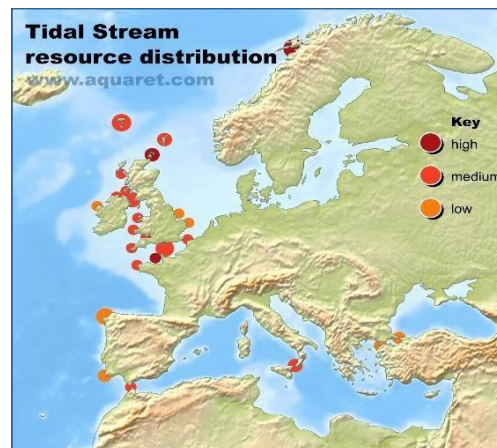 Tidal Stream
resource distribution
www.aquaret.com
Key
high
medium
low